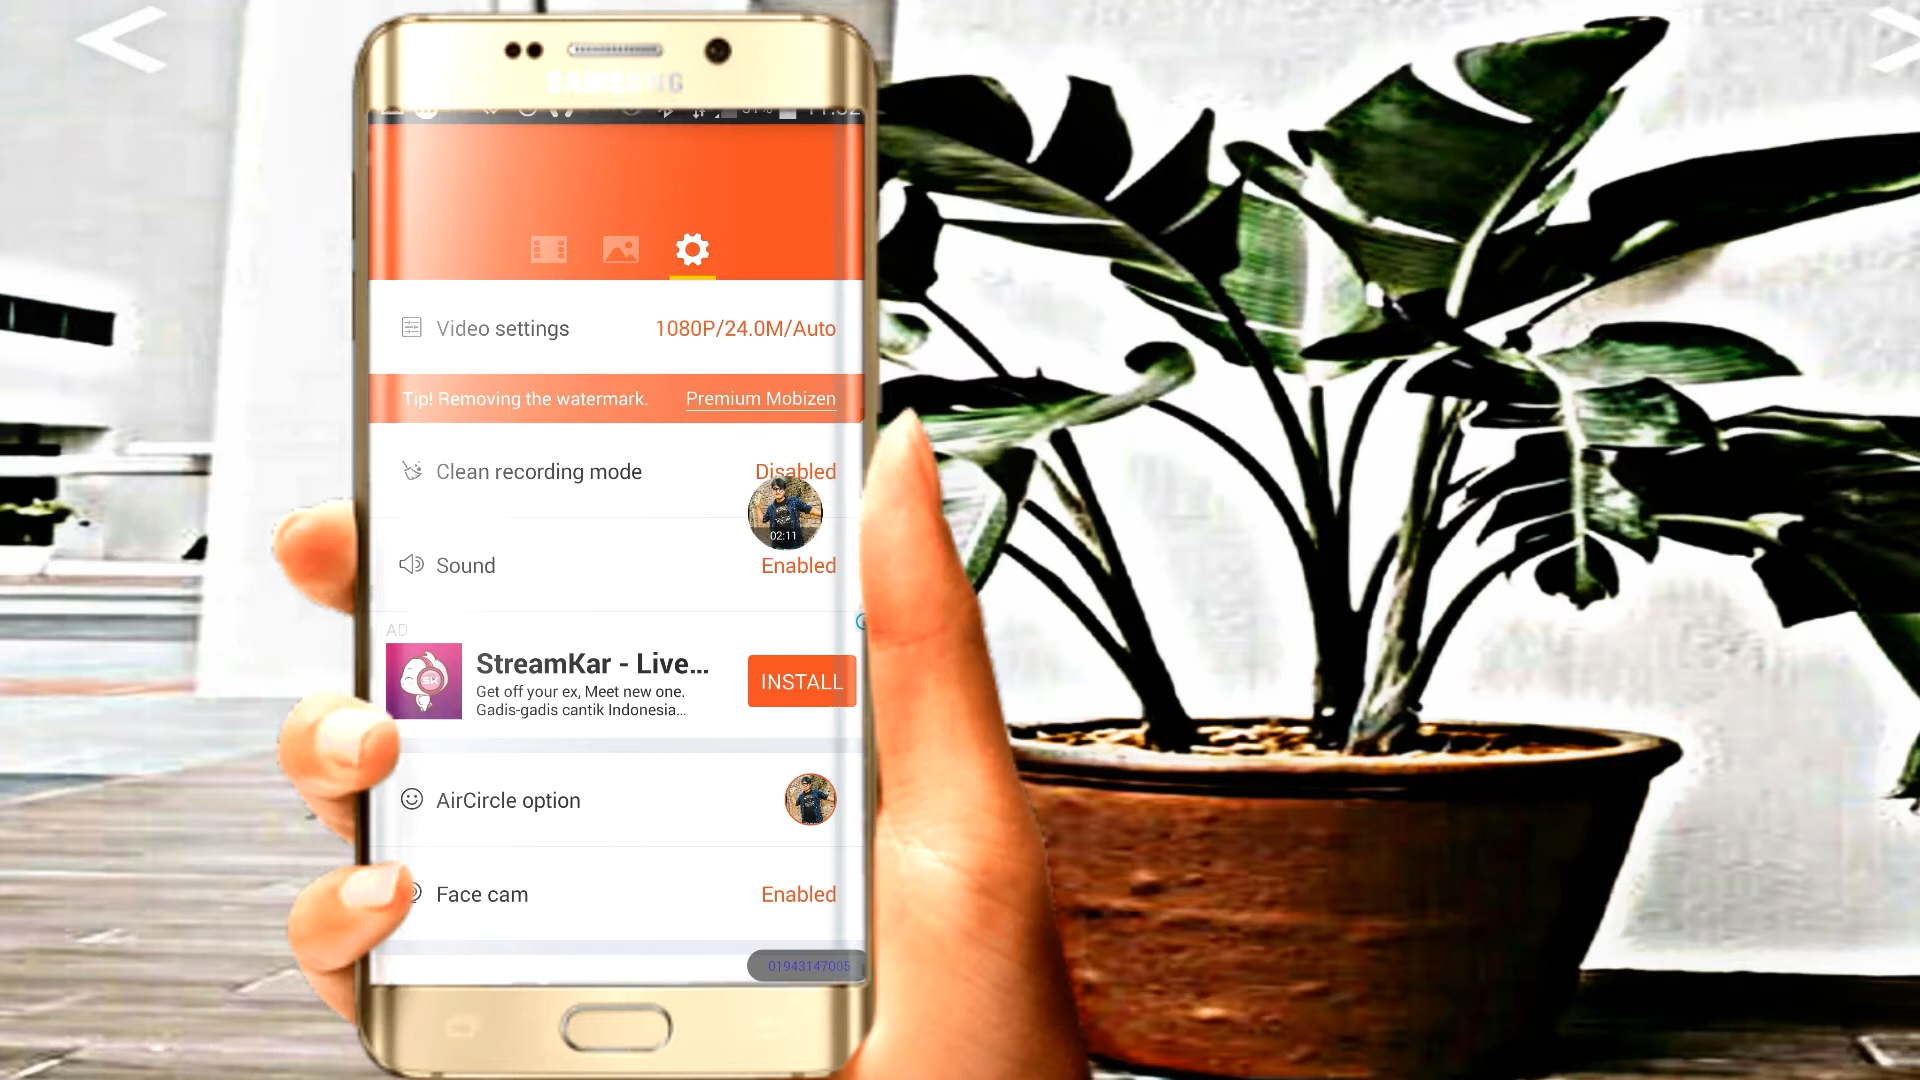 SAMSUNG
Video settings 1080P/24.0M/Auto
Tip! Removing the watermark. Premium Mobizen
Clean recording mode Disabled
02:11
Sound Enabled
AD
StreamKar - Live...
Get off your ex, Meet new one.
Gadis-gadis cantik Indonesia...
SK
INSTALL
AirCircle option
Face cam Enabled
01943147005